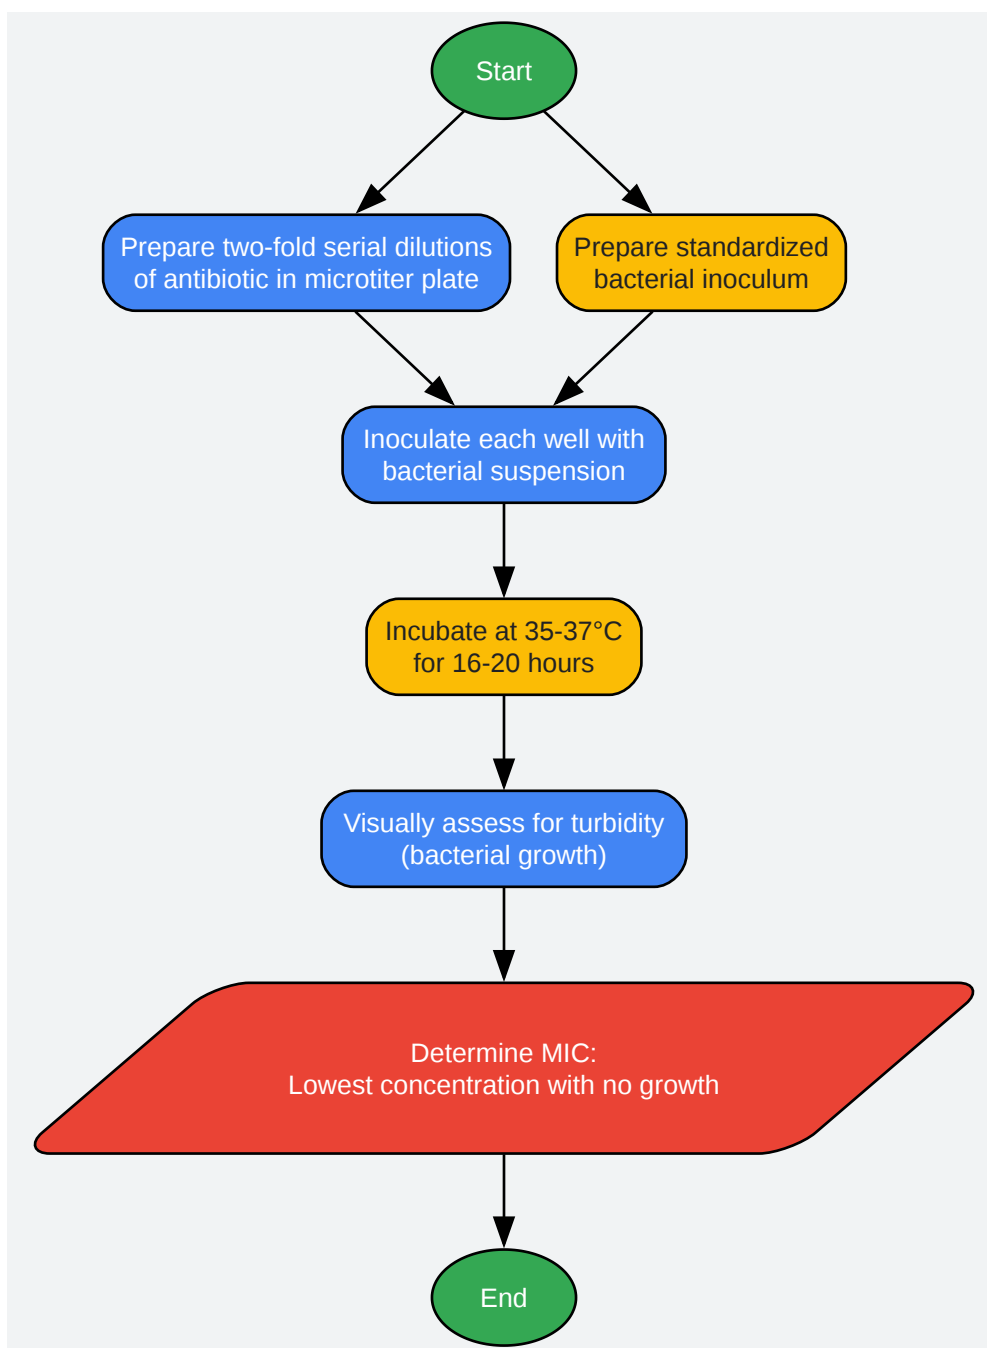 Start
Prepare two-fold serial dilutions
of antibiotic in microtiter plate
Prepare standardized
bacterial inoculum
Inoculate each well with
bacterial suspension
Incubate at 35-37°C
for 16-20 hours
Visually assess for turbidity
(bacterial growth)
Determine MIC:
Lowest concentration with no growth
End